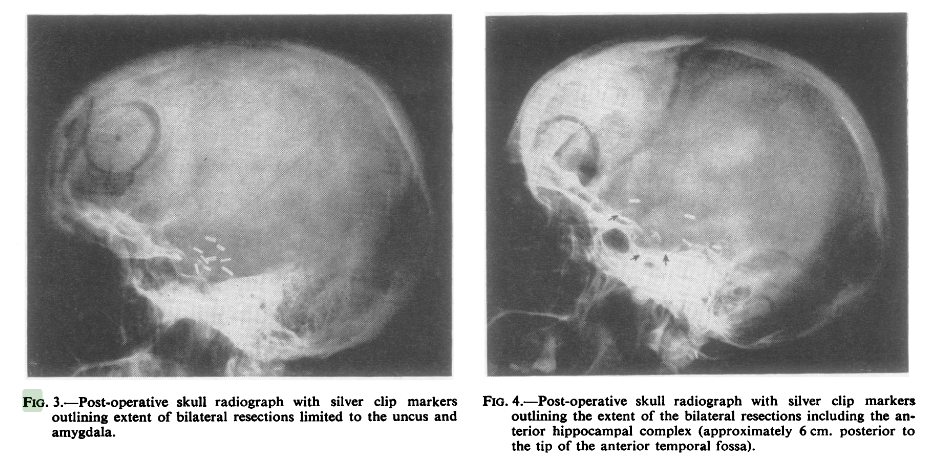 FIG. 3.—Post-operative skull radiograph with silver clip markers
outlining extent of bilateral resections limited to the uncus and
amygdala.
FIG. 4.—Post-operative skull radiograph with silver clip markers
outlining the extent of the bilateral resections including the an-
terior hippocampal complex (approximately 6 cm. posterior to
the tip of the anterior temporal fossa).